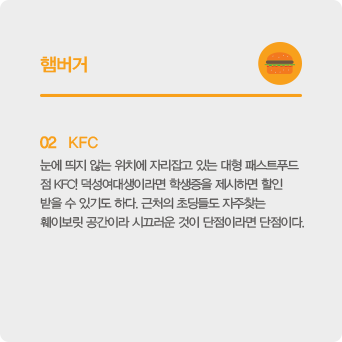 햄버거
02 KFC
눈에 띄지 않는 위치에 자리잡고 있는 대형 패스트푸드
점 KFC! 덕성여대생이라면 학생증을 제시하면 할인
받을 수 있기도 하다. 근처의 초딩들도 자주찾는
훼이보릿 공간이라 시끄러운 것이 단점이라면 단점이다.